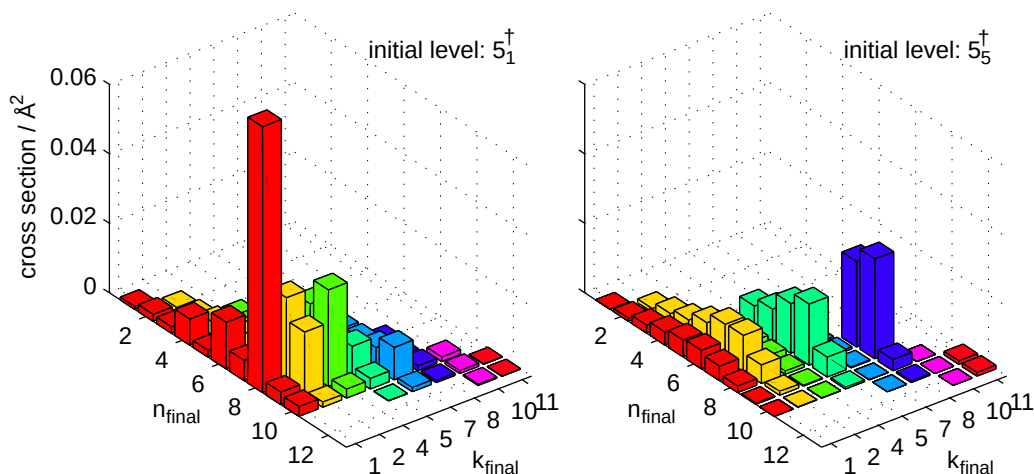 initial level: 5₁†
initial level: 5₅†
cross section / Å²
0.06
0.04
0.02
0
2
4
6
8
10
12
n_final
1 2 4 5 7 8 10 11
k_final
2
4
6
8
10
12
n_final
1 2 4 5 7 8 10 11
k_final